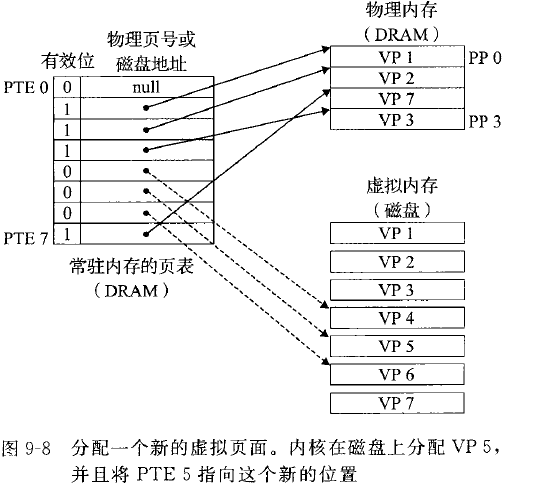 物理页号或
磁盘地址
有效位
PTE 0
0
null
1
1
1
0
0
0
PTE 7
1
常驻内存的页表
（DRAM）
物理内存
（DRAM）
VP 1
PP 0
VP 2
VP 7
VP 3
PP 3
虚拟内存
（磁盘）
VP 1
VP 2
VP 3
VP 4
VP 5
VP 6
VP 7
图 9-8 分配一个新的虚拟页面。内核在磁盘上分配 VP 5，
并且将 PTE 5 指向这个新的位置